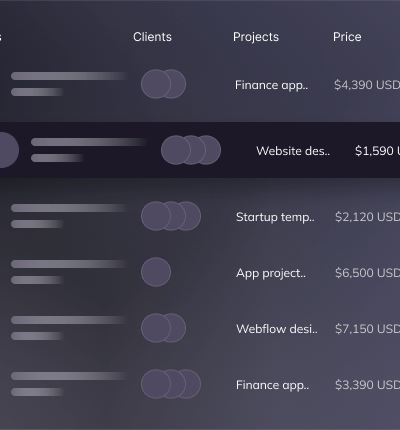 s Clients Projects Price
Finance app.. $4,390 USD
Website des.. $1,590 U
Startup temp.. $2,120 USD
App project.. $6,500 USD
Webflow desi.. $7,150 USD
Finance app.. $3,390 USD